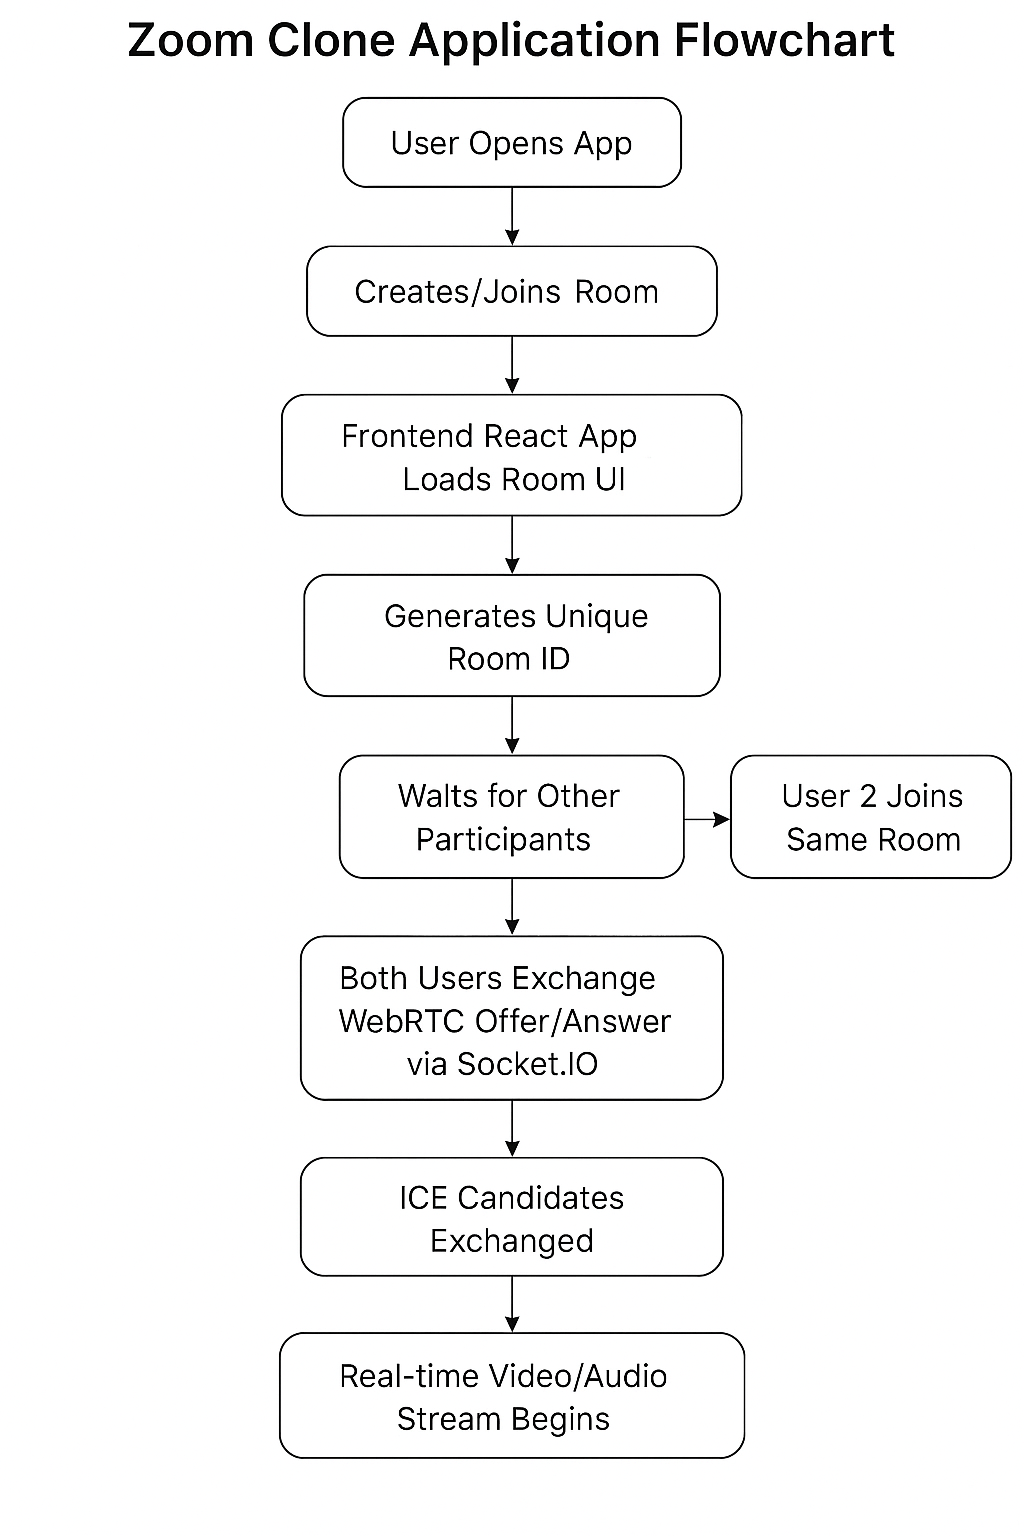 Zoom Clone Application Flowchart
User Opens App
Creates/Joins Room
Frontend React App
Loads Room UI
Generates Unique
Room ID
Walts for Other
Participants
User 2 Joins
Same Room
Both Users Exchange
WebRTC Offer/Answer
via Socket.IO
ICE Candidates
Exchanged
Real-time Video/Audio
Stream Begins